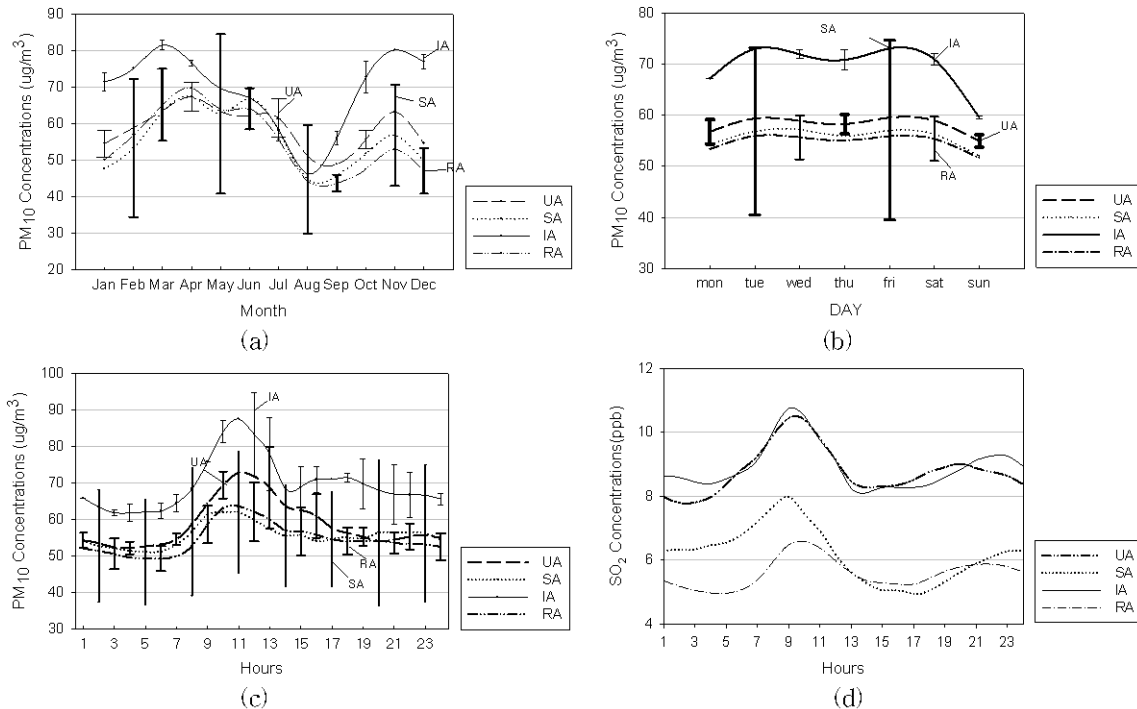 PM10 Concentrations (ug/m3)
90
80
70
60
50
40
30
20
IA
UA
SA
RA
Jan Feb Mar Apr May Jun Jul Aug Sep Oct Nov Dec
Month
UA
SA
IA
RA
(a)
PM10 Concentrations (ug/m3)
80
70
60
50
40
30
SA
IA
UA
RA
mon tue wed thu fri sat sun
DAY
UA
SA
IA
RA
(b)
PM10 Concentrations (ug/m3)
100
90
80
70
60
50
40
30
IA
UA
RA
SA
1 3 5 7 9 11 13 15 17 19 21 23
Hours
UA
SA
IA
RA
(c)
SO2 Concentrations(ppb)
12
10
8
6
4
1 3 5 7 9 11 13 15 17 19 21 23
Hours
UA
SA
IA
RA
(d)